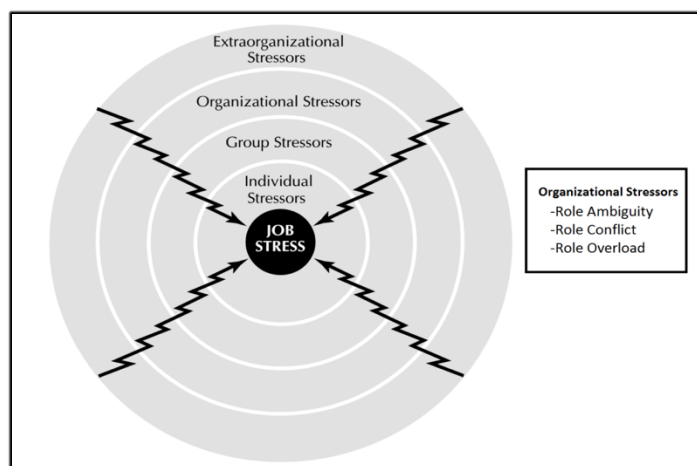 Extraorganizational
Stressors
Organizational Stressors
Group Stressors
Individual
Stressors
JOB
STRESS
Organizational Stressors
-Role Ambiguity
-Role Conflict
-Role Overload